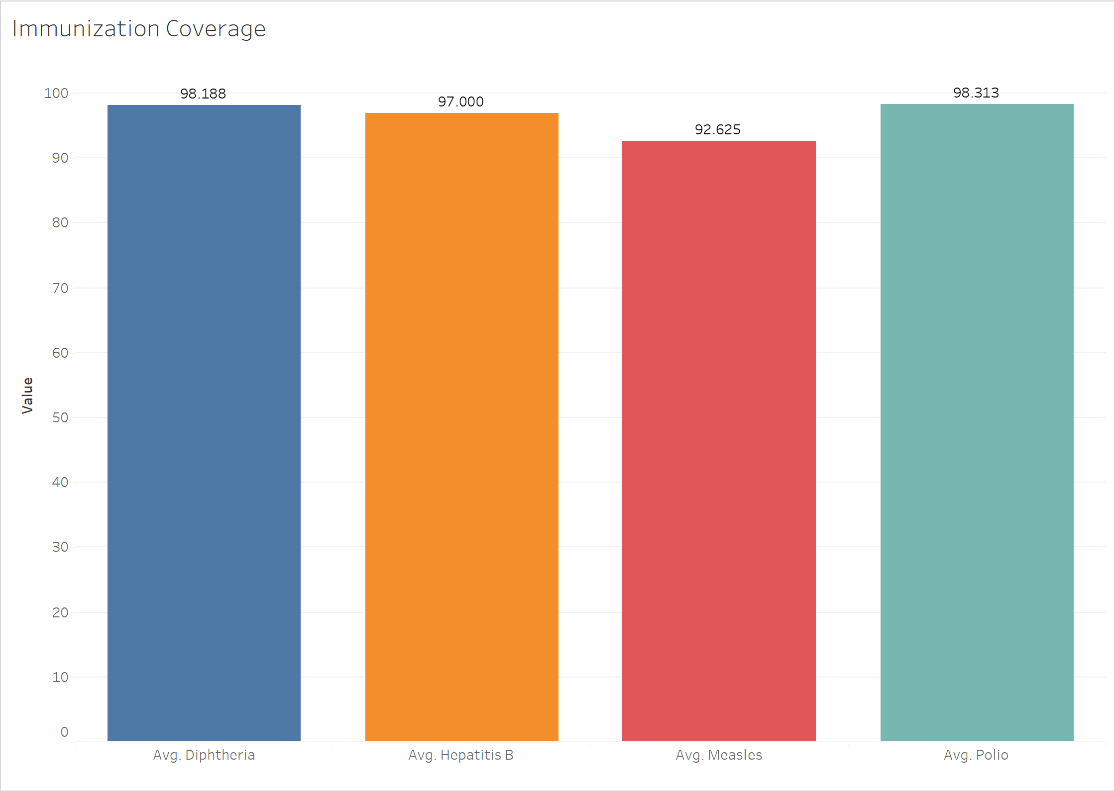 Immunization Coverage
98.188
97.000
92.625
98.313
100
90
80
70
60
50
40
30
20
10
0
Value
Avg. Diphtheria
Avg. Hepatitis B
Avg. Measles
Avg. Polio